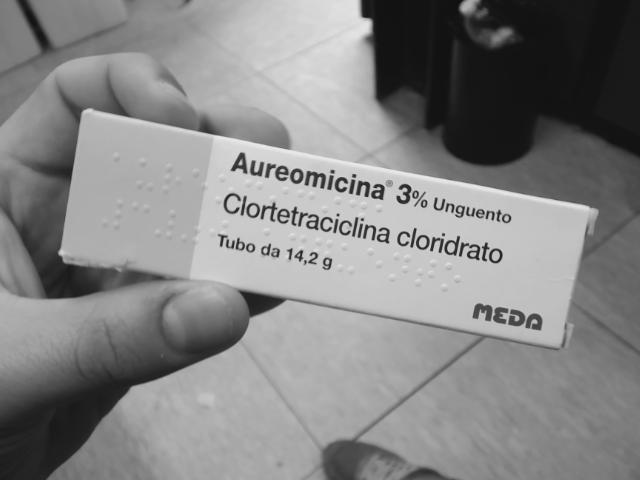 Aureomicina® 3% Unguento
Clortetraciclina cloridrato
Tubo da 14,2 g
MEDA